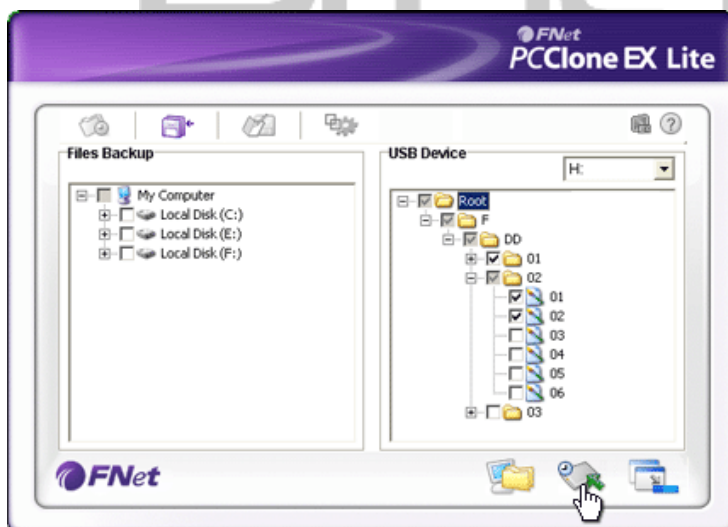 FNet
PCClone EX Lite
Files Backup
My Computer
Local Disk (C:)
Local Disk (E:)
Local Disk (F:)
USB Device
H:
Root
F
DD
01
02
01
02
03
04
05
06
03
FNet